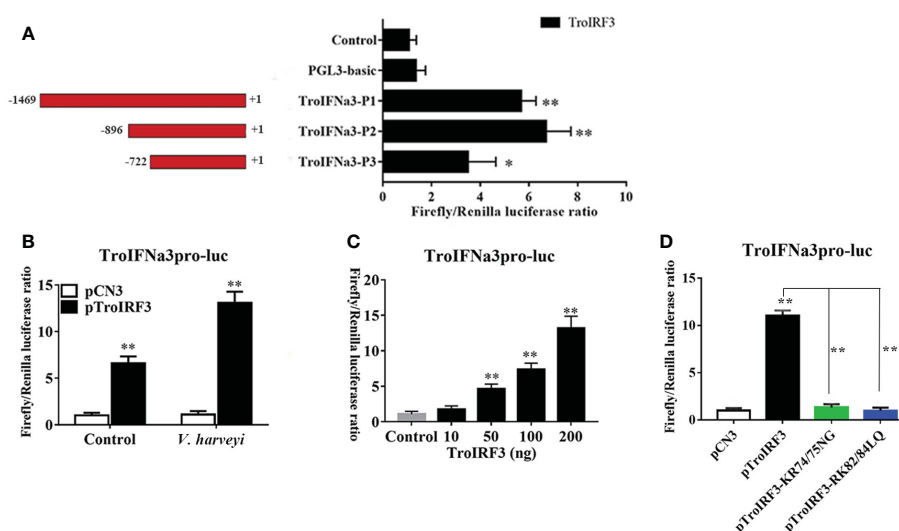 A
TroIRF3
Control
PGL3-basic
-1469 +1 TroIFNa3-P1 **
-896 +1 TroIFNa3-P2 **
-722 +1 TroIFNa3-P3 *
0 2 4 6 8 10
Firefly/Renilla luciferase ratio
B
TroIFNa3pro-luc
Firefly/Renilla luciferase ratio
15
10
5
0
pCN3
pTroIRF3
**
**
Control V. harveyi
C
TroIFNa3pro-luc
Firefly/Renilla luciferase ratio
20
15
10
5
0
**
**
**
Control 10 50 100 200
TroIRF3 (ng)
D
TroIFNa3pro-luc
Firefly/Renilla luciferase ratio
15
10
5
0
**
**
**
pCN3
pTroIRF3
pTroIRF3-KR74/75NG
pTroIRF3-RK82/84LQ